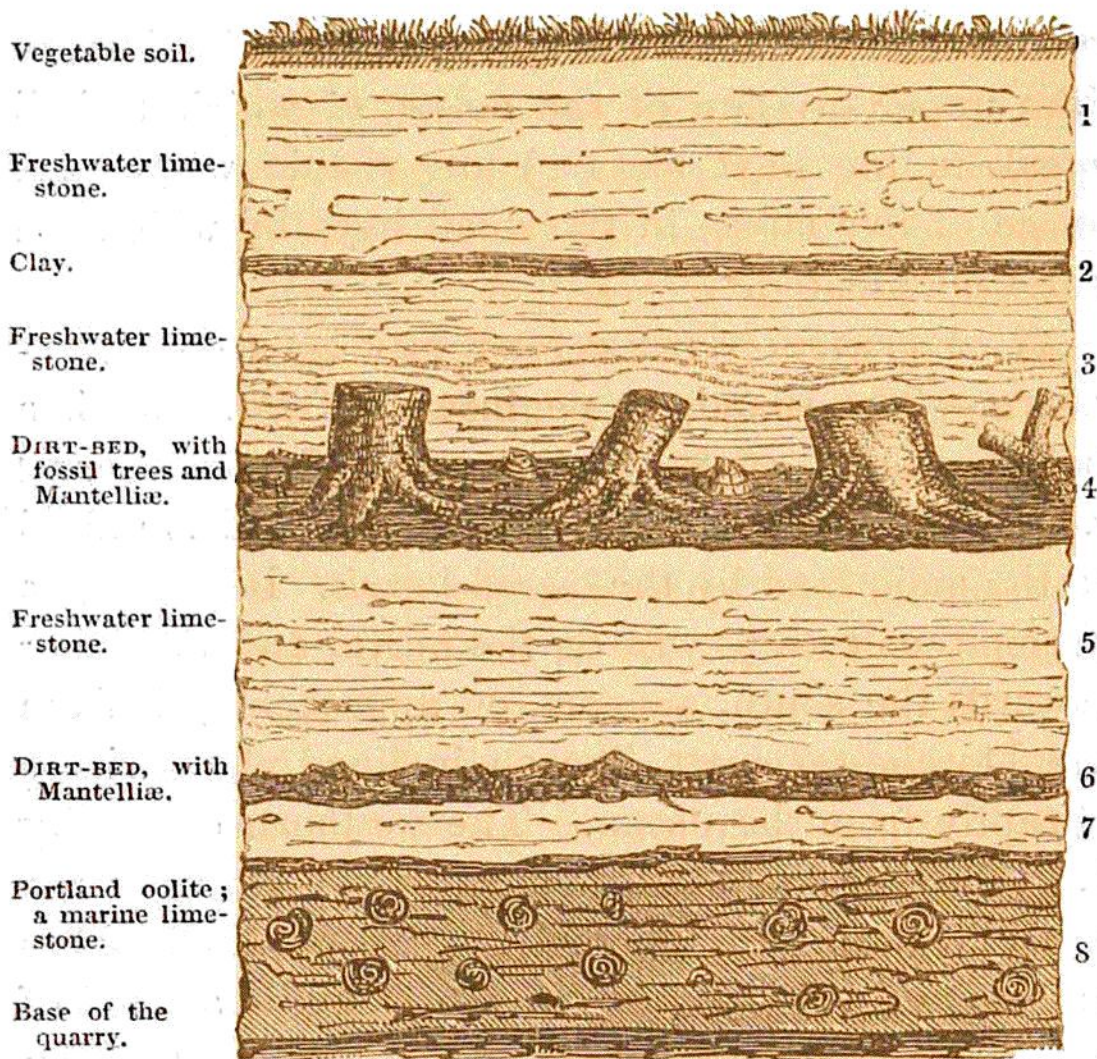 Vegetable soil.
1
Freshwater lime-
stone.
Clay.
2
Freshwater lime-
stone.
3
DIRT-BED, with
fossil trees and
Mantelliæ.
4
Freshwater lime-
stone.
5
DIRT-BED, with
Mantelliæ.
6
7
Portland oolite;
a marine lime-
stone.
8
Base of the
quarry.